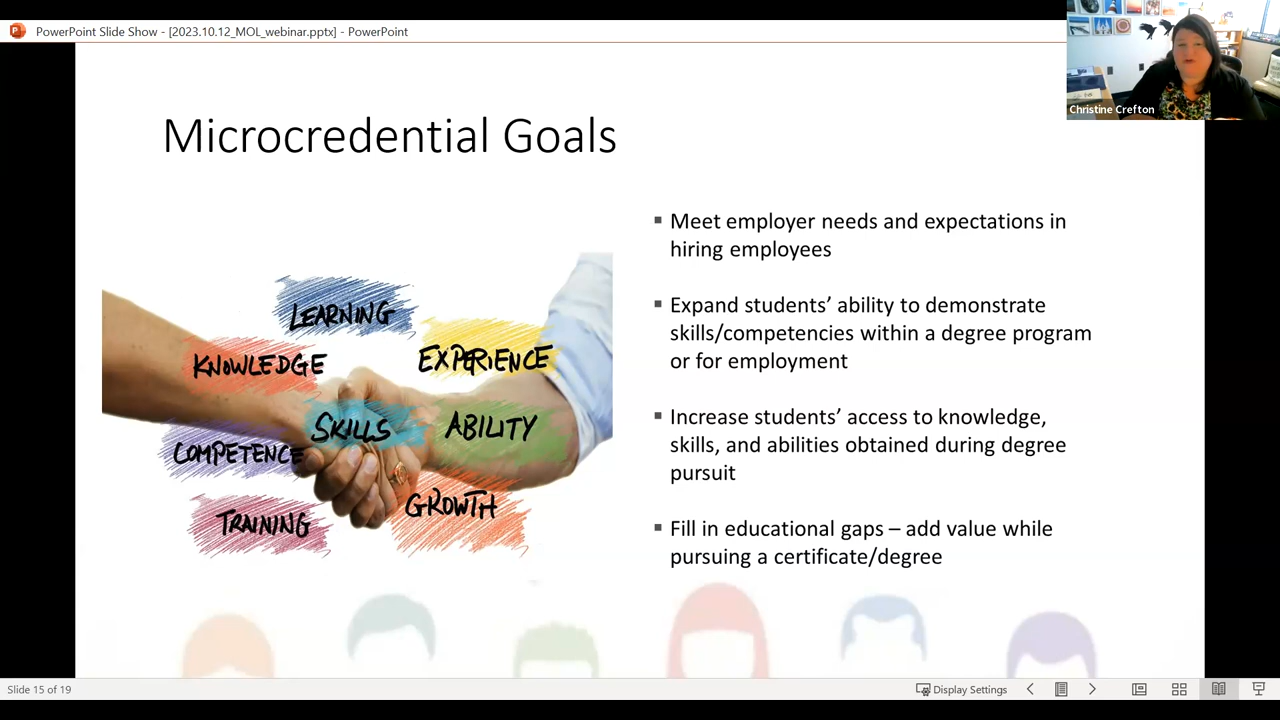 PowerPoint Slide Show - [2023.10.12_MOL_webinar.pptx] - PowerPoint
Christine Crefton
Microcredential Goals
LEARNING
KNOWLEDGE
EXPERIENCE
SKILLS
ABILITY
COMPETENCE
GROWTH
TRAINING
▪ Meet employer needs and expectations in
hiring employees
▪ Expand students’ ability to demonstrate
skills/competencies within a degree program
or for employment
▪ Increase students’ access to knowledge,
skills, and abilities obtained during degree
pursuit
▪ Fill in educational gaps – add value while
pursuing a certificate/degree
Slide 15 of 19
Display Settings